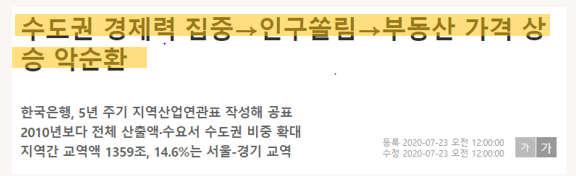 수도권 경제력 집중→인구쏠림→부동산 가격 상
승 악순환
한국은행, 5년 주기 지역산업연관표 작성해 공표
2010년보다 전체 산출액·수요서 수도권 비중 확대
지역간 교역액 1359조, 14.6%는 서울-경기 교역
등록 2020-07-23 오전 12:00:00
수정 2020-07-23 오전 12:00:00
가 가